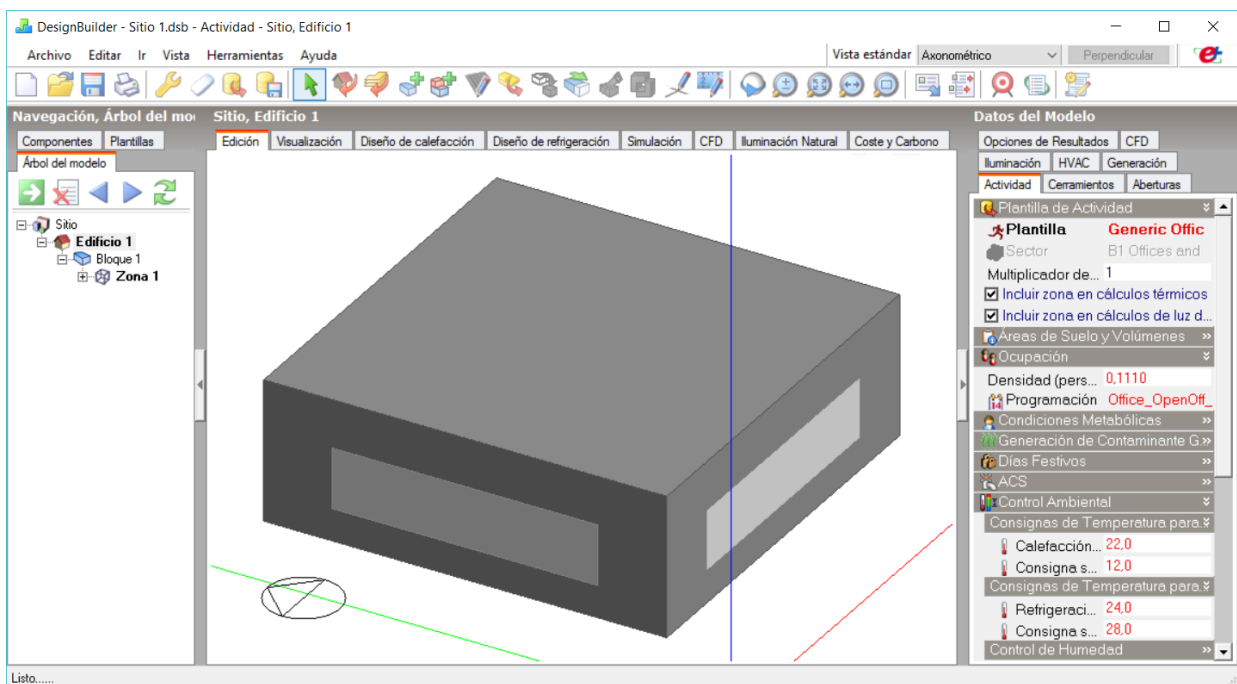 DesignBuilder - Sitio 1.dsb - Actividad - Sitio, Edificio 1
Archivo Editar Ir Vista Herramientas Ayuda
Vista estándar Axonométrico Perpendicular
Navegación, Árbol del mo
Sitio, Edificio 1
Datos del Modelo
Componentes Plantillas
Edición Visualización Diseño de calefacción Diseño de refrigeración Simulación CFD Iluminación Natural Coste y Carbono
Opciones de Resultados CFD
Árbol del modelo
Iluminación HVAC Generación
Actividad Cerramientos Aberturas
Sitio
Edificio 1
Bloque 1
Zona 1
Plantilla de Actividad
Plantilla Generic Offic
Sector B1 Offices and
Multiplicador de... 1
Incluir zona en cálculos térmicos
Incluir zona en cálculos de luz d...
Áreas de Suelo y Volúmenes
Ocupación
Densidad (pers... 0,1110
Programación Office_OpenOff_
Condiciones Metabólicas
Generación de Contaminante G
Días Festivos
ACS
Control Ambiental
Consignas de Temperatura para
Calefacción... 22,0
Consigna s... 12,0
Consignas de Temperatura para
Refrigeraci... 24,0
Consigna s... 28,0
Control de Humedad
Listo......